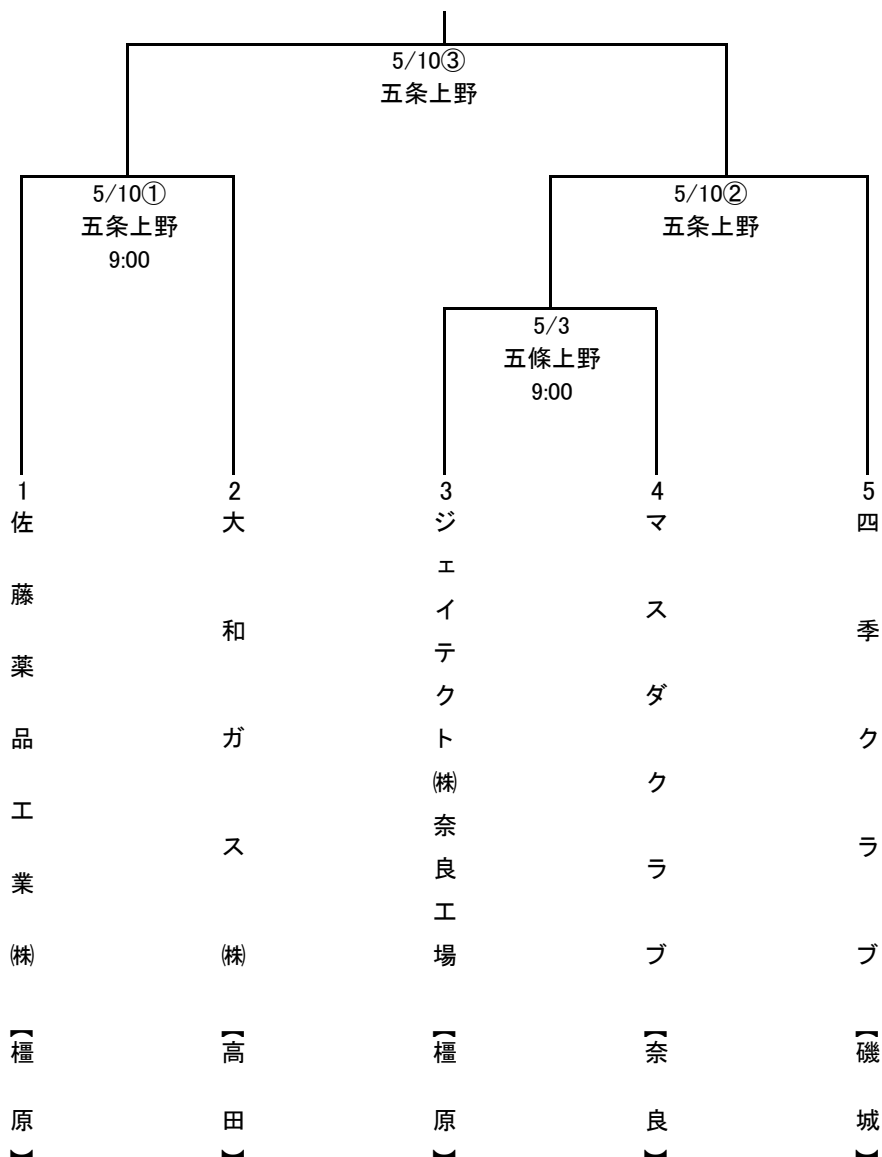 5/10③
五条上野
5/10①
五条上野
9:00
5/10②
五条上野
5/3
五條上野
9:00
1
佐藤薬品工業㈱【橿原】
2
大和ガス㈱【高田】
3
ジェイテクト㈱奈良工場【橿原】
4
マスダクラブ【奈良】
5
四季クラブ【磯城】